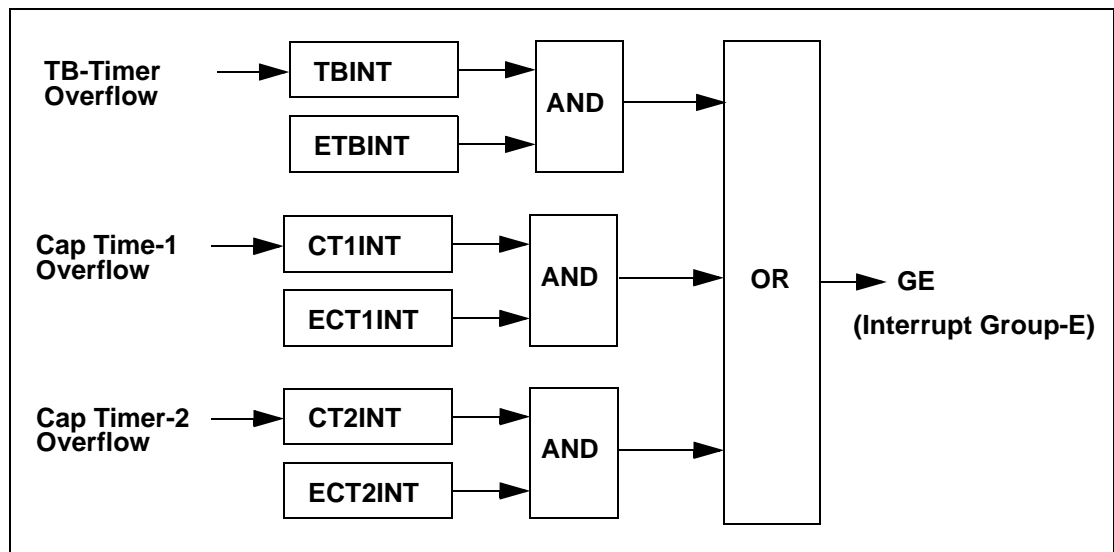 TB-Timer
Overflow
TBINT
ETBINT
AND
Cap Time-1
Overflow
CT1INT
ECT1INT
AND
Cap Timer-2
Overflow
CT2INT
ECT2INT
AND
OR
GE
(Interrupt Group-E)